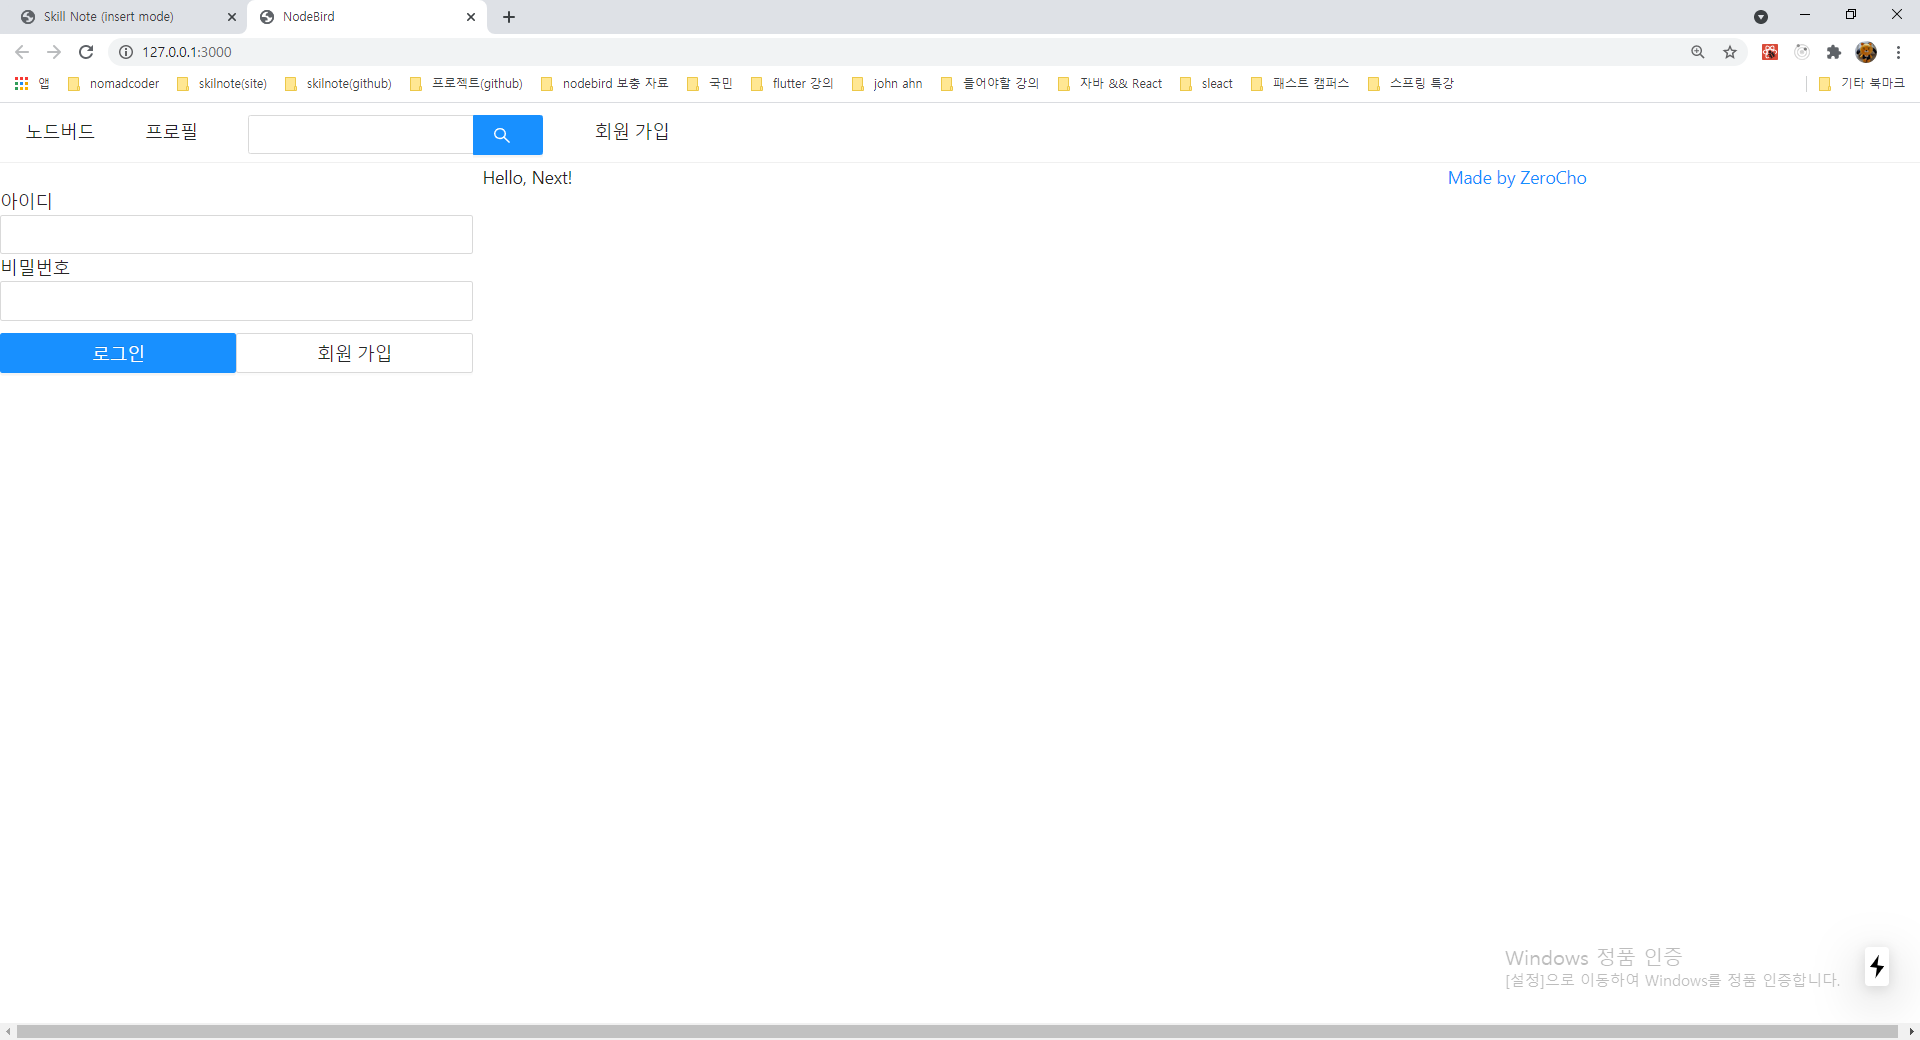 Skill Note (insert mode)
NodeBird
127.0.0.1:3000
앱
nomadcoder
skilnote(site)
skilnote(github)
프로젝트(github)
nodebird 보충 자료
국민
flutter 강의
john ahn
들어야할 강의
자바 && React
sleact
패스트 캠퍼스
스프링 특강
기타 북마크
노드버드
프로필
회원 가입
Hello, Next!
Made by ZeroCho
아이디
비밀번호
로그인
회원 가입
Windows 정품 인증
[설정]으로 이동하여 Windows를 정품 인증합니다.